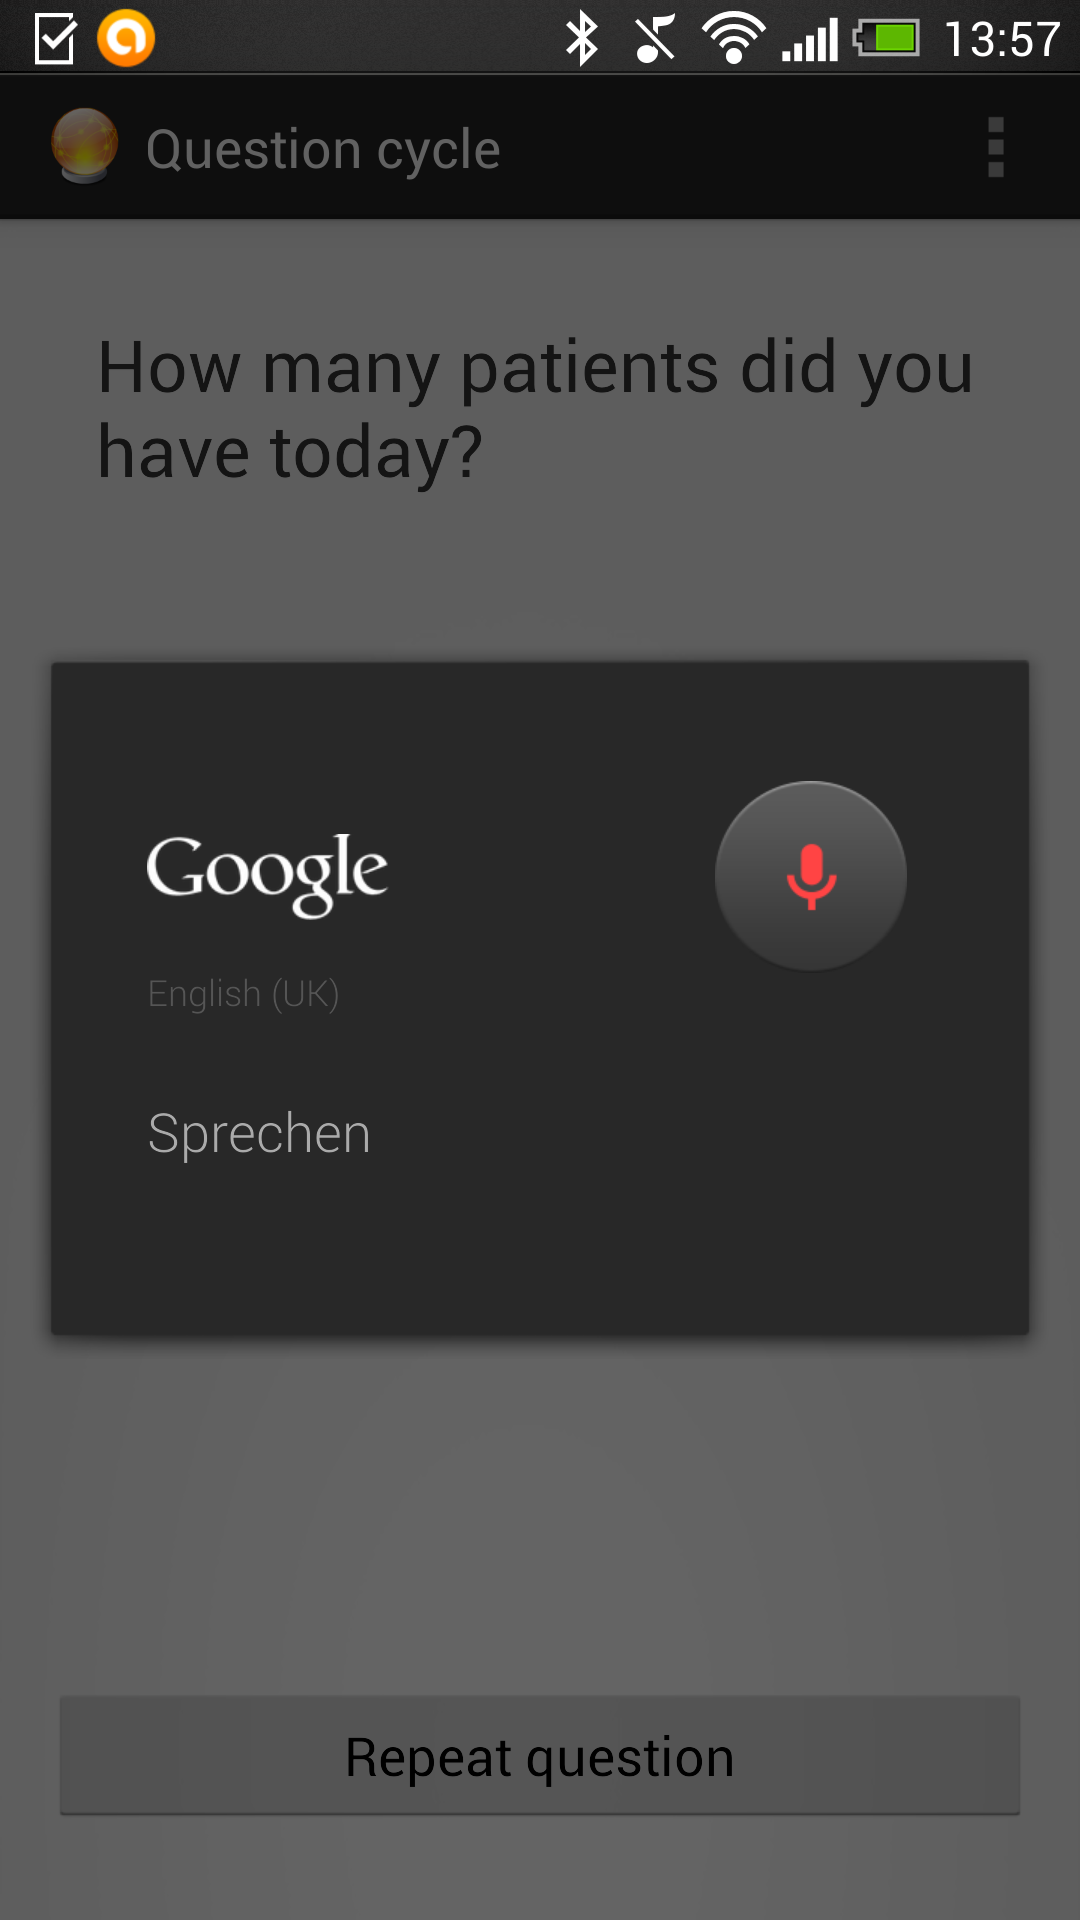 13:57
Question cycle
How many patients did you
have today?
Google
English (UK)
Sprechen
Repeat question